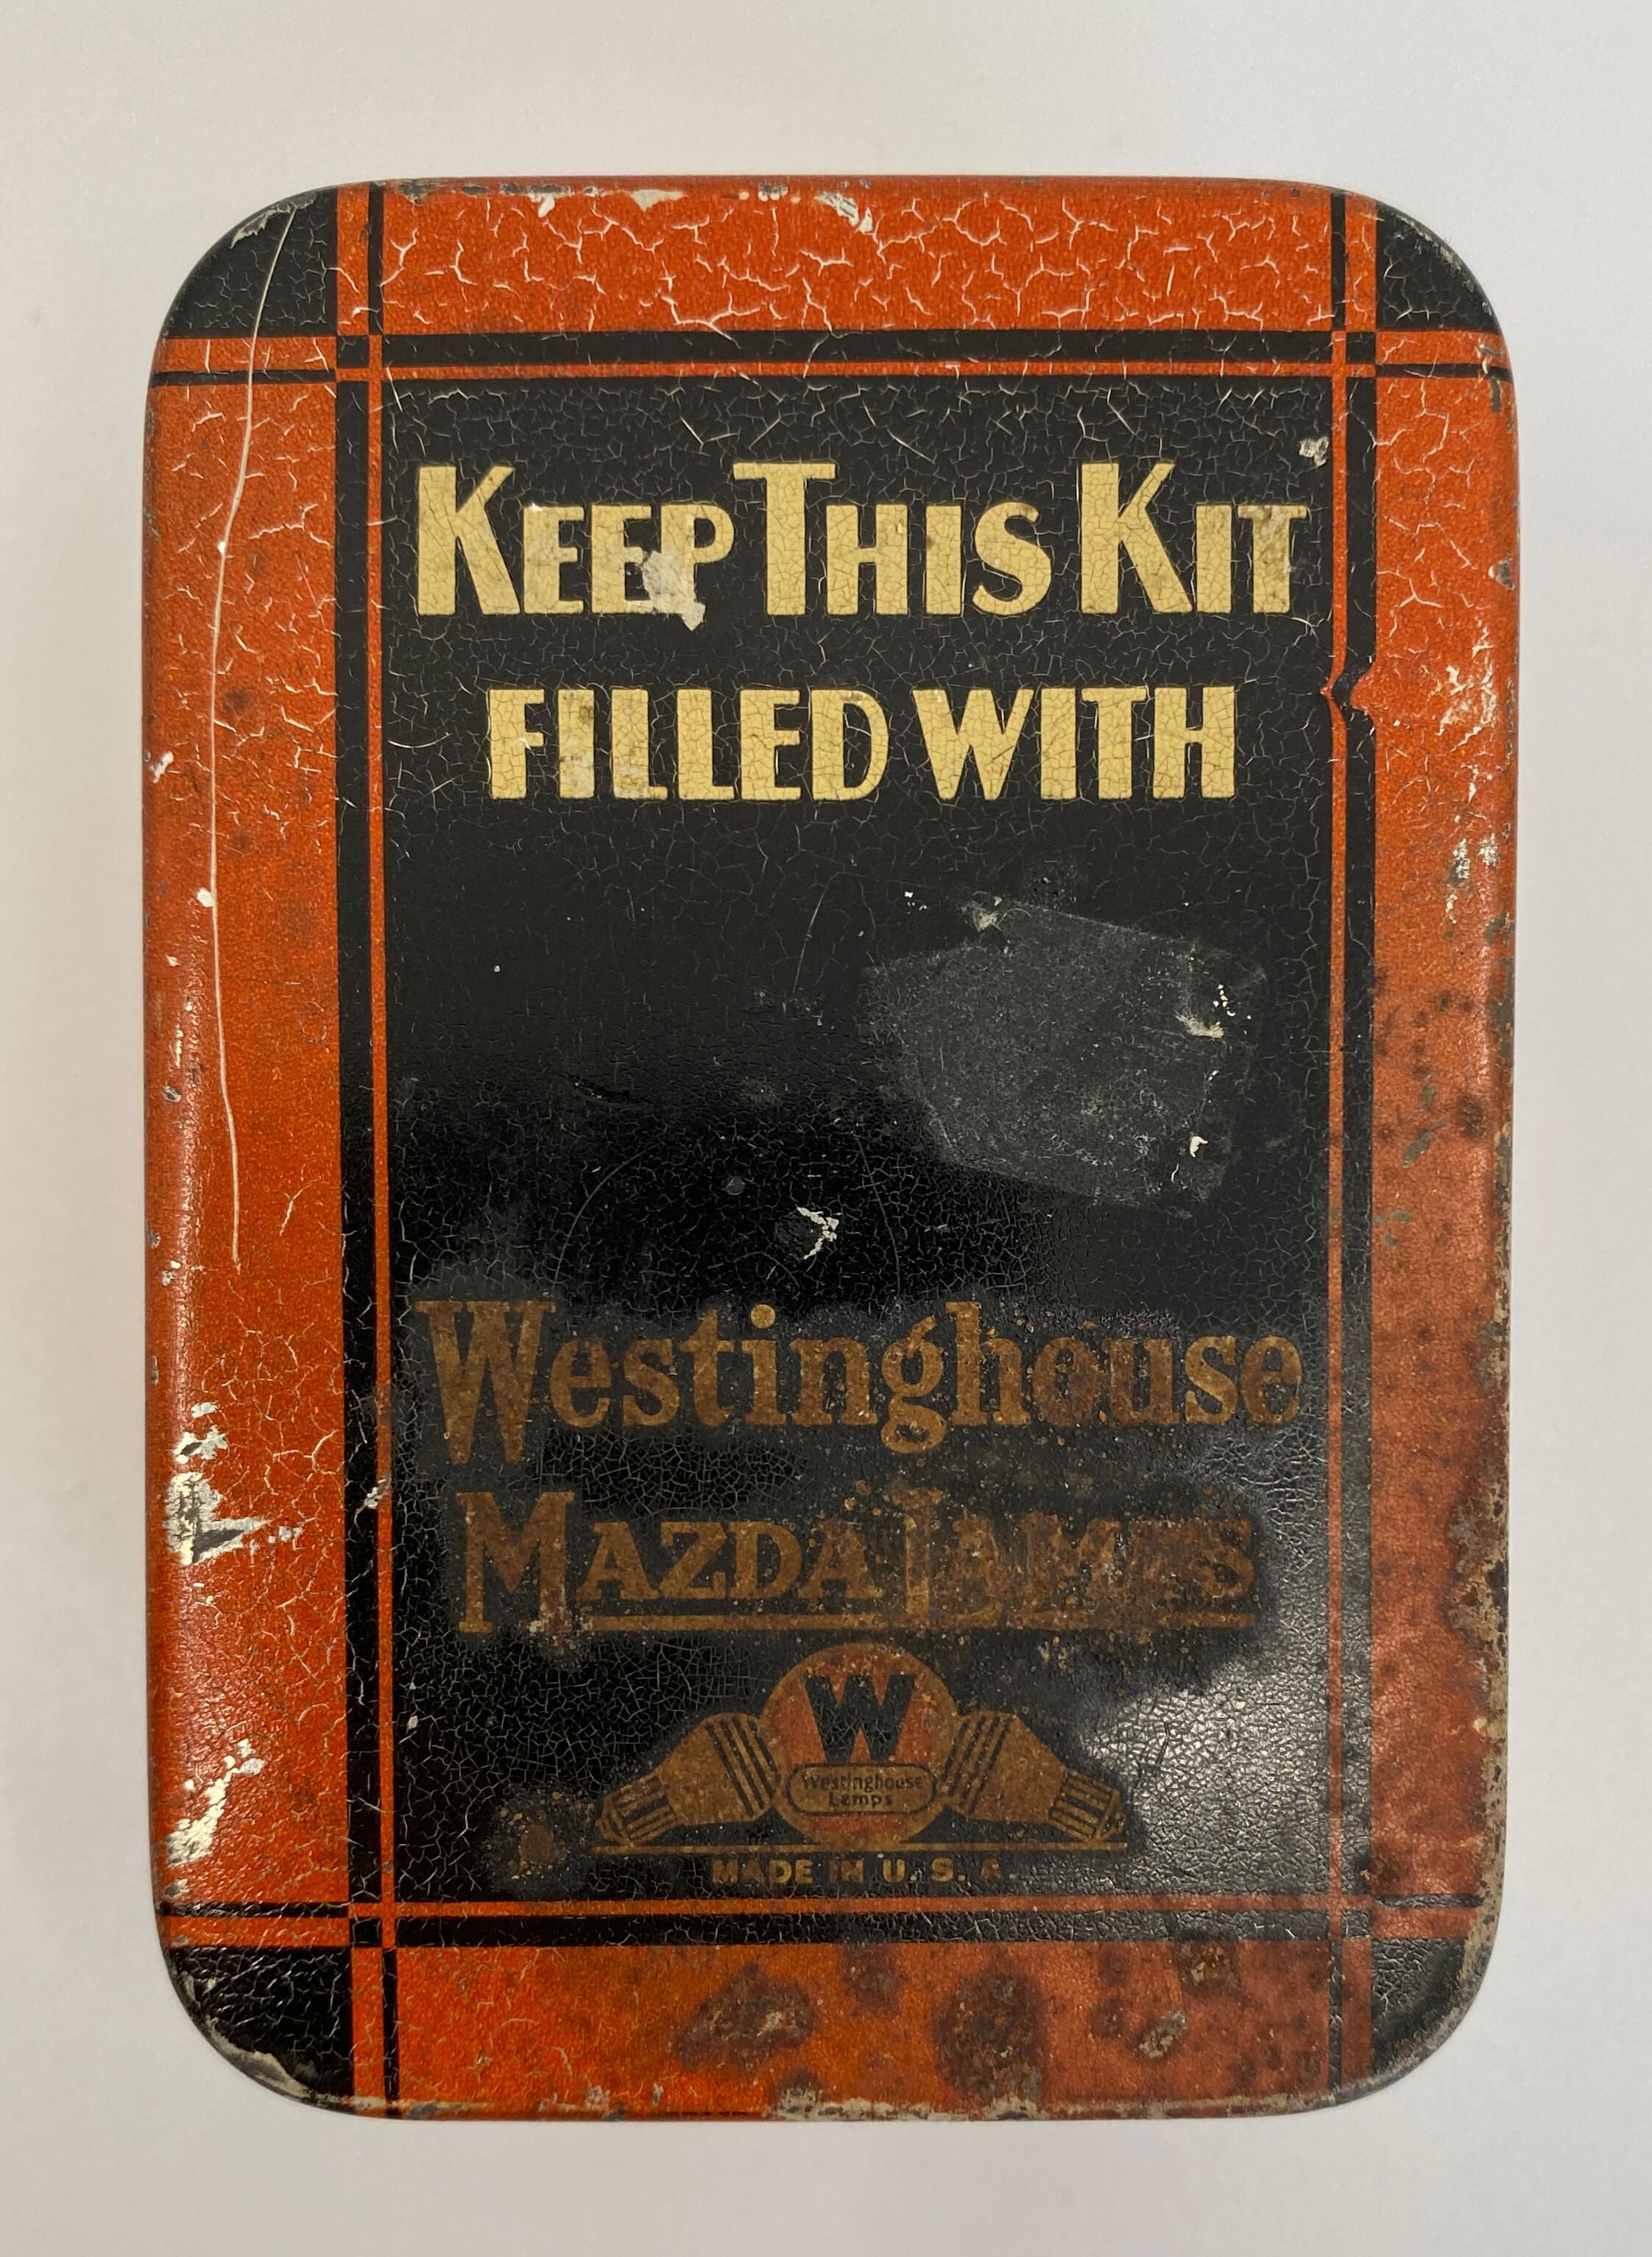 KEEP THIS KIT
FILLED WITH
Westinghouse
MAZDA LAMPS
W
Westinghouse
Lamps
MADE IN U. S. A.